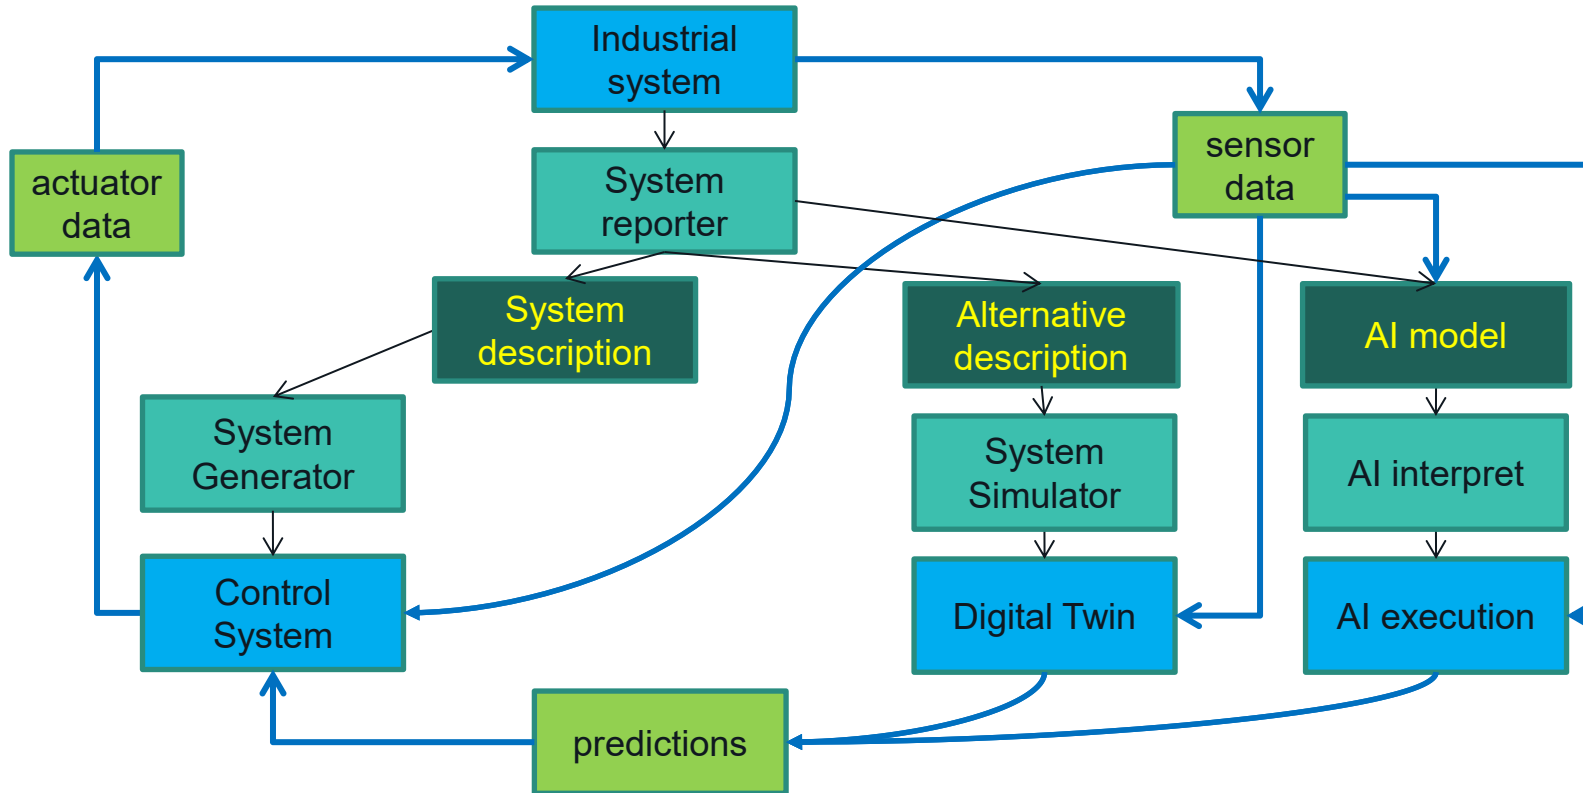 Industrial
system
sensor
data
actuator
data
System
reporter
System
description
Alternative
description
AI model
System
Generator
System
Simulator
AI interpret
Control
System
Digital Twin
AI execution
predictions